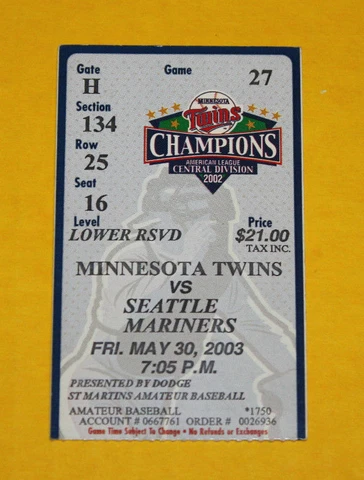 Gate
Game
H
27
Section
134
Row
25
Seat
16
Level
LOWER RSVD
MINNESOTA
Twins
CHAMPIONS
AMERICAN LEAGUE
CENTRAL DIVISION
2002
Price
$21.00
TAX INC.
MINNESOTA TWINS
VS
SEATTLE
MARINERS
FRI. MAY 30, 2003
7:05 P.M.
PRESENTED BY DODGE
ST MARTINS AMATEUR BASEBALL
AMATEUR BASEBALL *1750
ACCOUNT # 0667761 ORDER # 0026936
Game Time Subject To Change • No Refunds or Exchanges